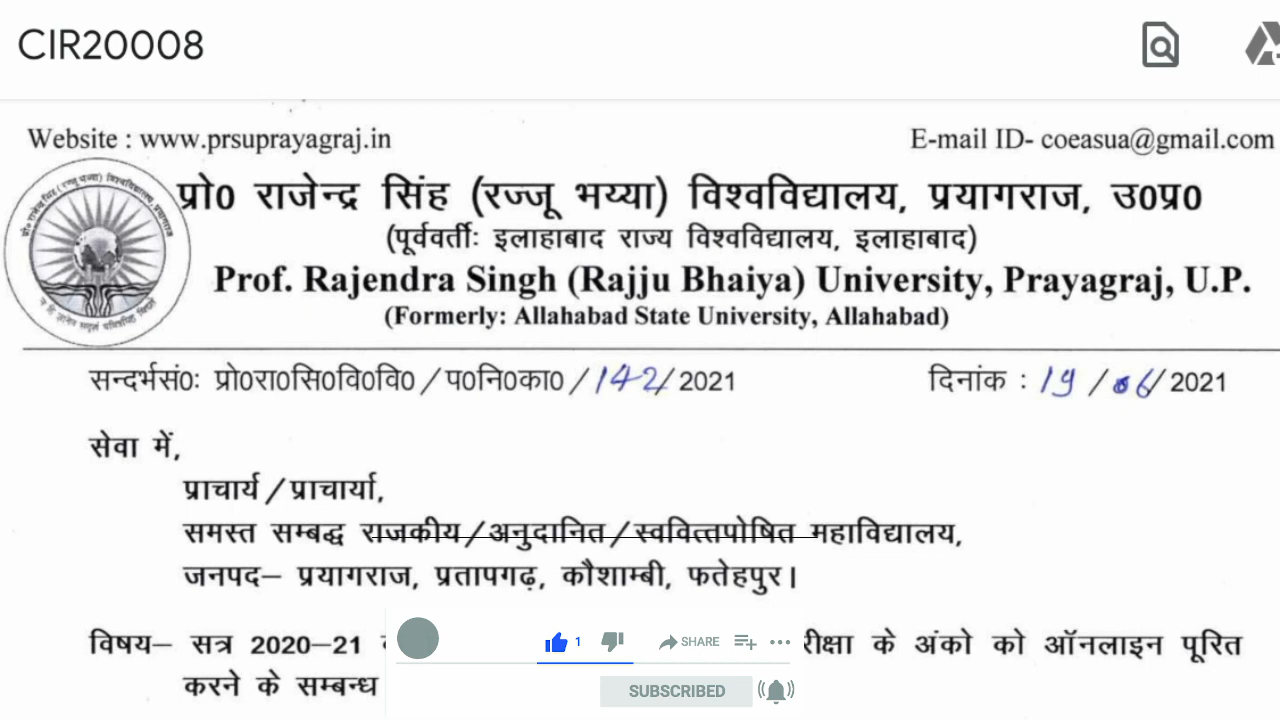 CIR20008
Website : www.prsuprayagraj.in
E-mail ID- coeasua@gmail.com
प्रो0 राजेन्द्र सिंह (रज्जू भय्या) विश्वविद्यालय, प्रयागराज, उ0प्र0
(पूर्ववर्तीः इलाहाबाद राज्य विश्वविद्यालय, इलाहाबाद)
Prof. Rajendra Singh (Rajju Bhaiya) University, Prayagraj, U.P.
(Formerly: Allahabad State University, Allahabad)
सन्दर्भसं0ः प्रो0रा0सि0वि0वि0 / प0नि0का0 / 142/ 2021
दिनांक : 19 / 06/ 2021
सेवा में,
प्राचार्य / प्राचार्या,
समस्त सम्बद्ध राजकीय / अनुदानित / स्ववित्तपोषित महाविद्यालय,
जनपद– प्रयागराज, प्रतापगढ़, कौशाम्बी, फतेहपुर।
विषय– सत्र 2020–21 के अंको को ऑनलाइन पूरित
करने के सम्बन्ध
1 SHARE
SUBSCRIBED